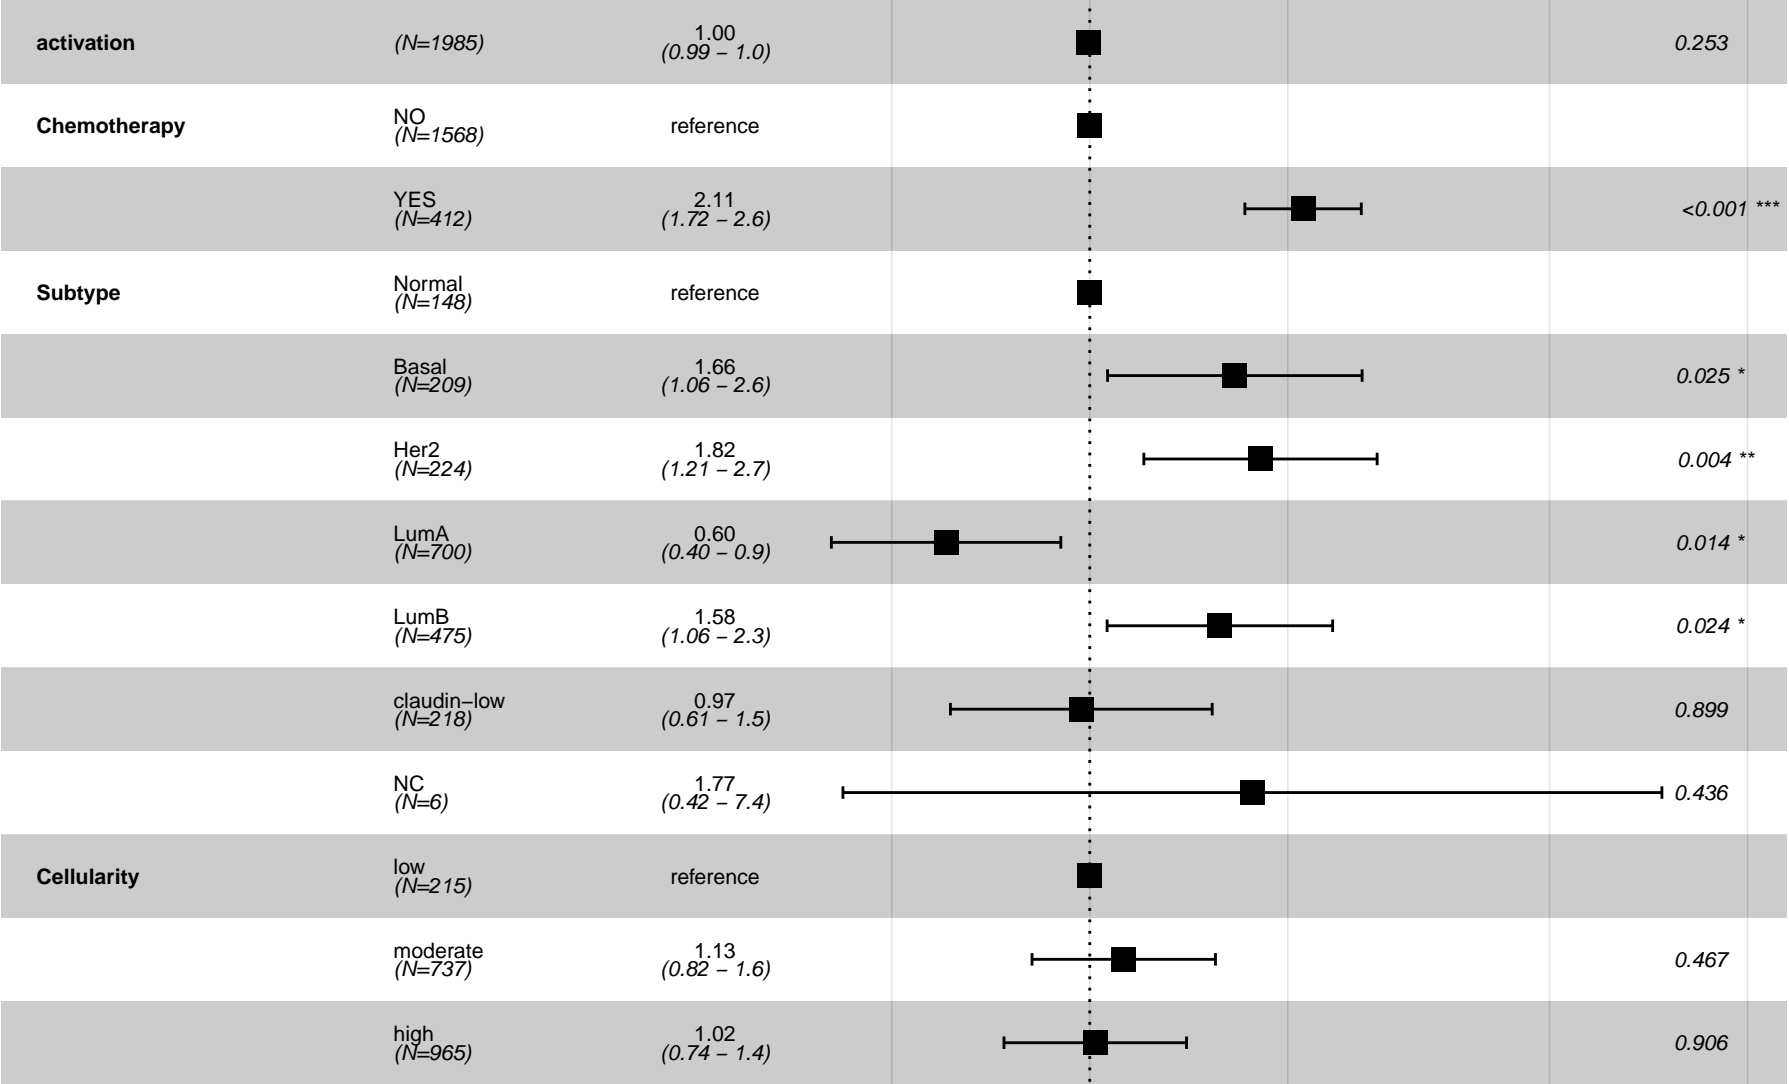 activation (N=1985) 1.00 0.253
(0.99 – 1.0)
Chemotherapy NO reference
(N=1568)
YES 2.11 <0.001 ***
(N=412) (1.72 – 2.6)
Subtype Normal reference
(N=148)
Basal 1.66 0.025 *
(N=209) (1.06 – 2.6)
Her2 1.82 0.004 **
(N=224) (1.21 – 2.7)
LumA 0.60 0.014 *
(N=700) (0.40 – 0.9)
LumB 1.58 0.024 *
(N=475) (1.06 – 2.3)
claudin–low 0.97 0.899
(N=218) (0.61 – 1.5)
NC 1.77 0.436
(N=6) (0.42 – 7.4)
Cellularity low reference
(N=215)
moderate 1.13 0.467
(N=737) (0.82 – 1.6)
high 1.02 0.906
(N=965) (0.74 – 1.4)